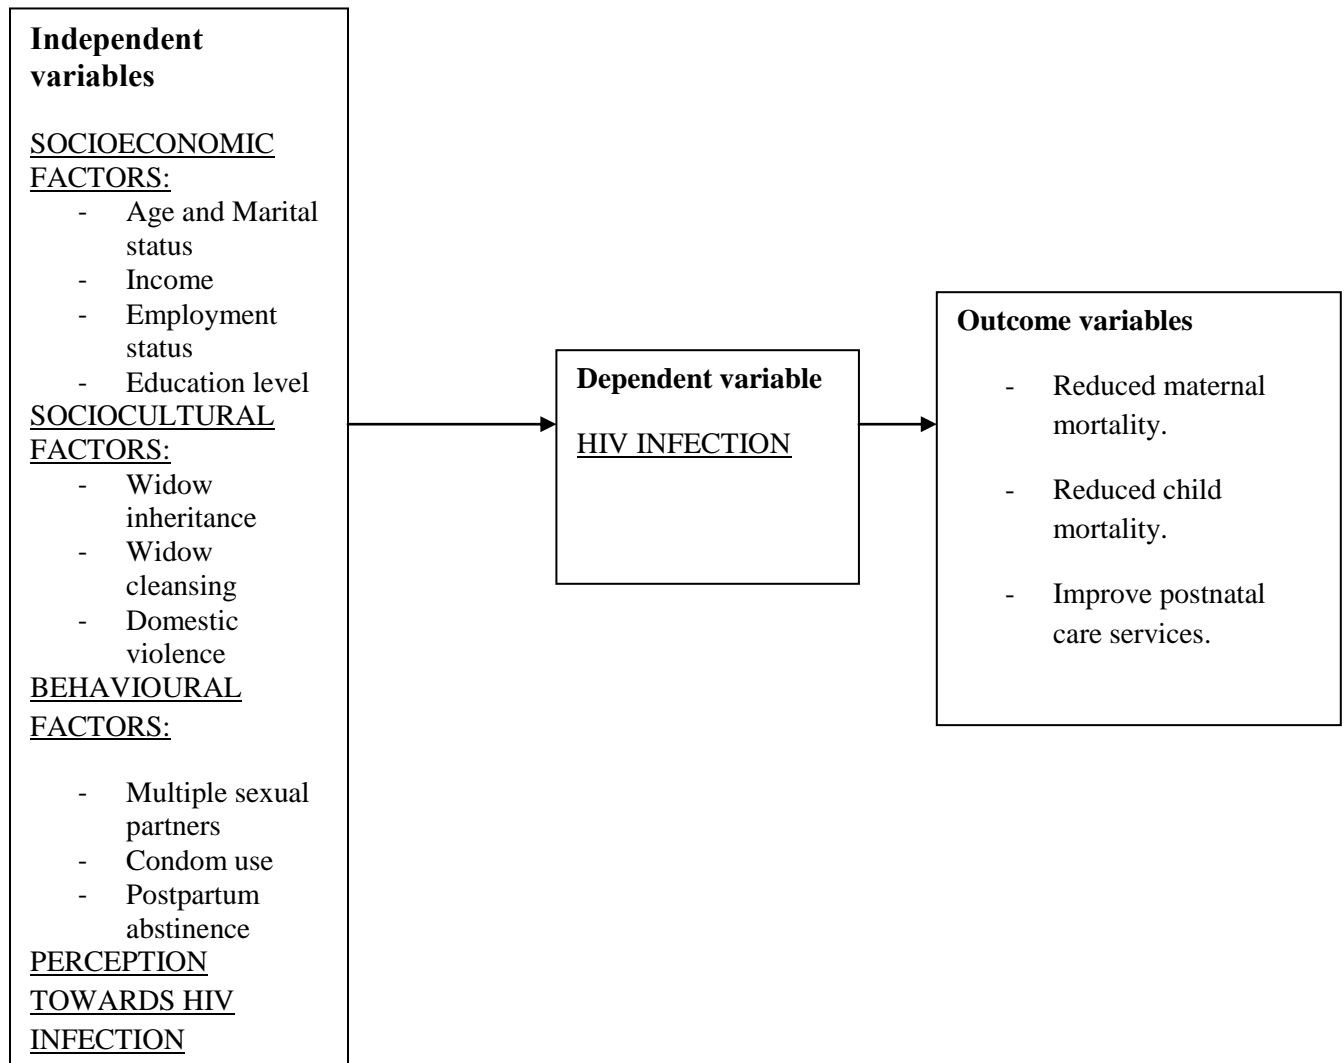 Independent
variables
SOCIOECONOMIC
FACTORS:
- Age and Marital
status
- Income
- Employment
status
- Education level
SOCIOCULTURAL
FACTORS:
- Widow
inheritance
- Widow
cleansing
- Domestic
violence
BEHAVIOURAL
FACTORS:
- Multiple sexual
partners
- Condom use
- Postpartum
abstinence
PERCEPTION
TOWARDS HIV
INFECTION
Dependent variable
HIV INFECTION
Outcome variables
- Reduced maternal
mortality.
- Reduced child
mortality.
- Improve postnatal
care services.